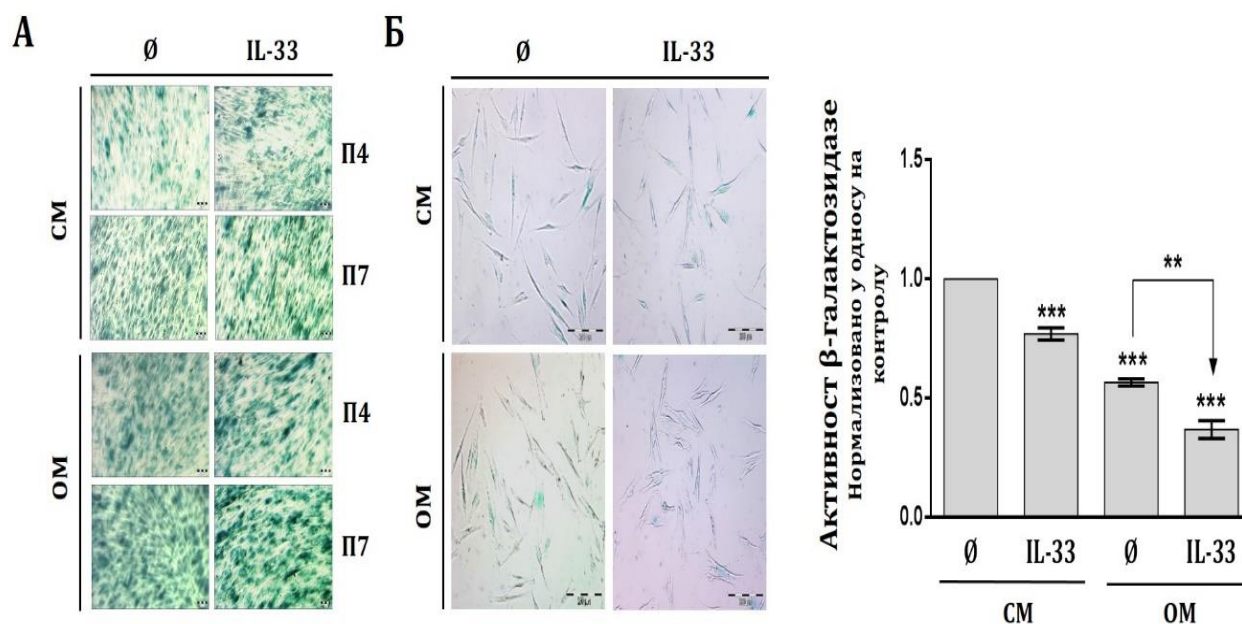 А
Ø
IL-33
СМ
П4
П7
ОМ
П4
П7
Б
Ø
IL-33
СМ
ОМ
Активност β-галактозидазе
Нормализовано у односу на
контролу
1.5
1.0
0.5
0.0
***
***
**
***
Ø
IL-33
Ø
IL-33
СМ
ОМ